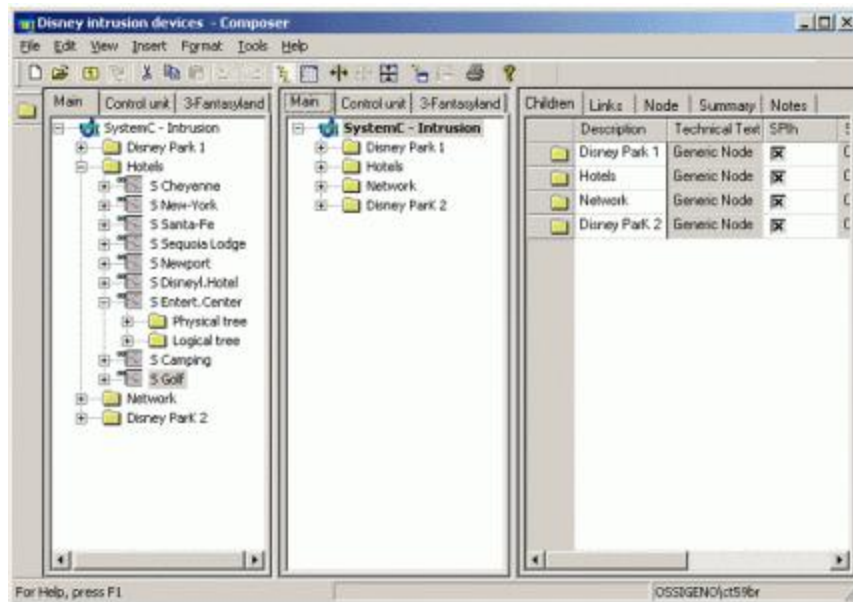 Disney intrusion devices - Composer
File Edit View Insert Format Tools Help
Main Control unit 3-Fantasyland
SystemC - Intrusion
Disney Park 1
Hotels
S Cheyenne
S New-York
S Santa-Fe
S Sequoia Lodge
S Newport
S Disneyl.Hotel
S Entert.Center
Physical tree
Logical tree
S Camping
S Golf
Network
Disney ParK 2
Main Control unit 3-Fantasyland
SystemC - Intrusion
Disney Park 1
Hotels
Network
Disney ParK 2
Children Links Node Summary Notes
Description Technical Text SPIh
Disney Park 1 Generic Node
Hotels Generic Node
Network Generic Node
Disney ParK 2 Generic Node
For Help, press F1 OSSIGENO\ct59br